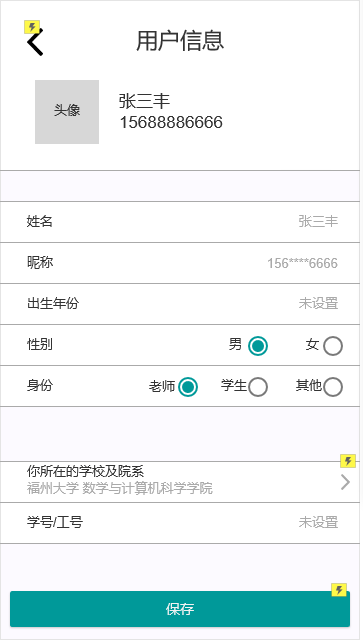 用户信息
头像
张三丰
15688886666
姓名 张三丰
昵称 156****6666
出生年份 未设置
性别 男 女
身份 老师 学生 其他
你所在的学校及院系
福州大学 数学与计算机科学学院
学号/工号 未设置
保存